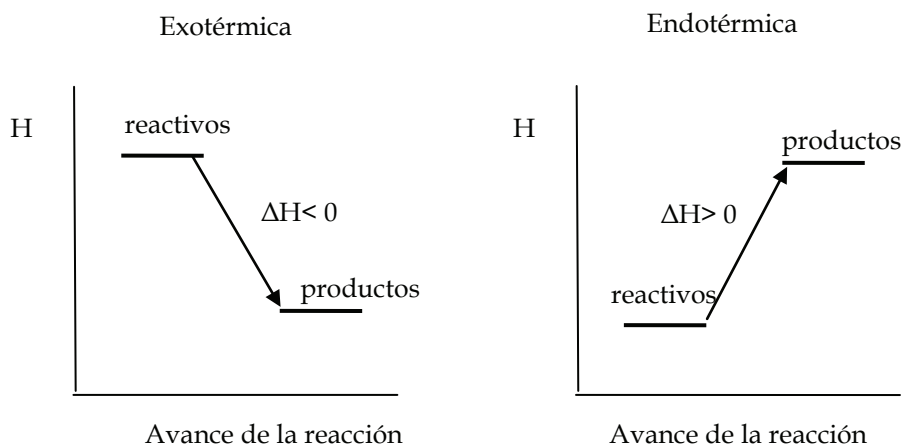 Exotérmica
H
reactivos
ΔH< 0
productos
Avance de la reacción
Endotérmica
H
productos
ΔH> 0
reactivos
Avance de la reacción